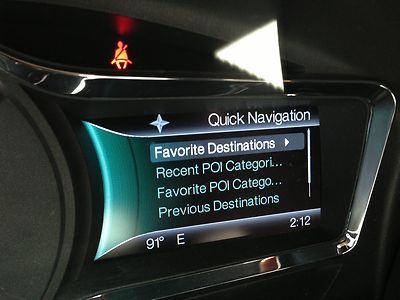 Quick Navigation
Favorite Destinations
Recent POI Categori...
Favorite POI Catego...
Previous Destinations
91° E 2:12